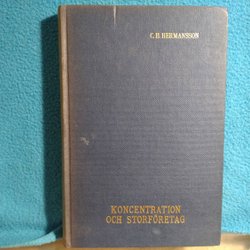 C. H. HERMANSSON
KONCENTRATION
OCH STORFÖRETAG